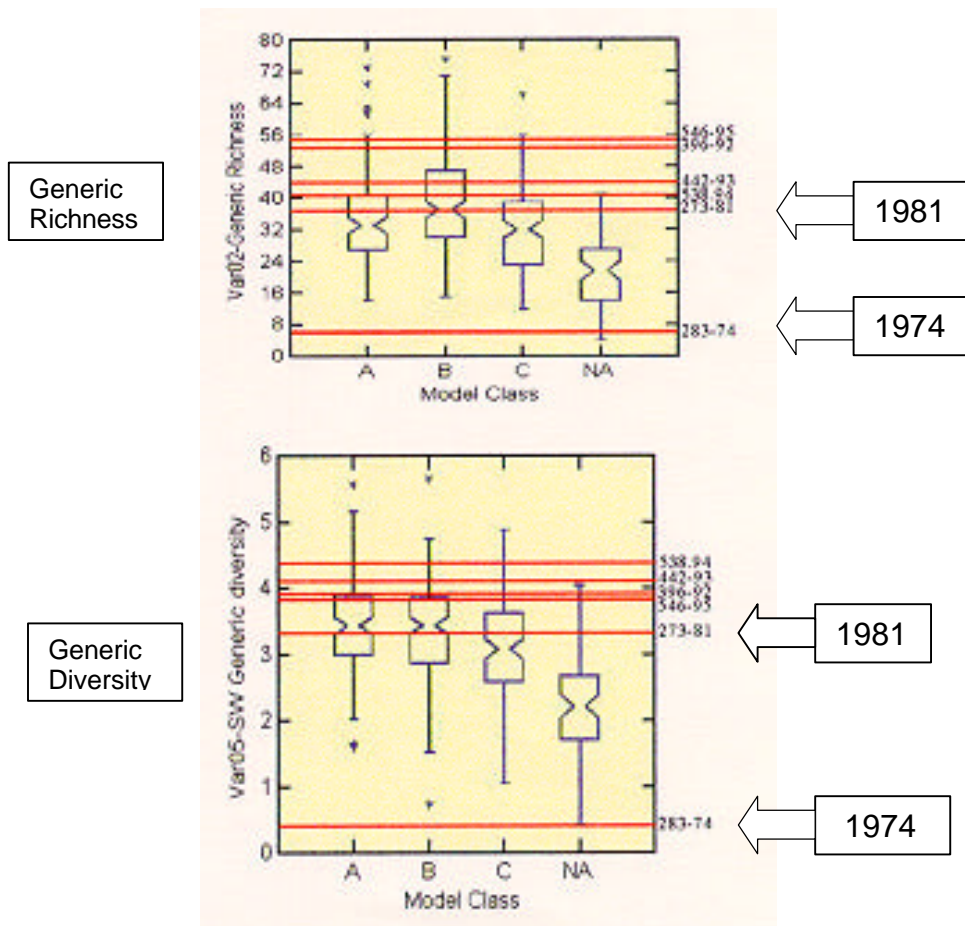 80
72
64
56
48
40
32
24
16
8
0
Var02-Generic Richness
546-95
396-92
442-93
538-94
273-81
283-74
A
B
C
NA
Model Class
Generic
Richness
1981
1974
6
5
4
3
2
1
0
Var05-SW Generic diversity
538.94
442-93
396-92
546-95
273-81
283-74
A
B
C
NA
Model Class
Generic
Diversity
1981
1974